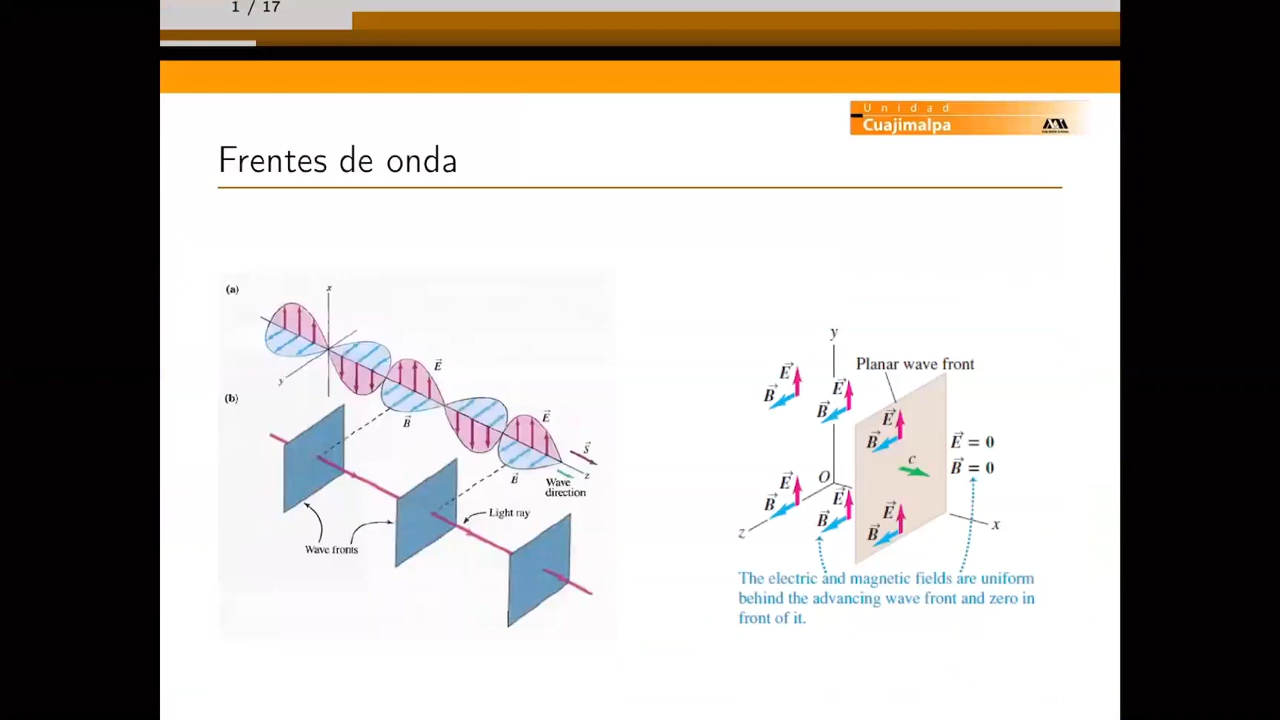 1 / 17
Unidad
Cuajimalpa
Frentes de onda
(a)
x
y
E
B
E
B
S
z
Wave
direction
(b)
Light ray
Wave fronts
y
Planar wave front
E
B
E
B
E
B
E = 0
B = 0
c
O
E
B
E
B
E
B
z
x
The electric and magnetic fields are uniform
behind the advancing wave front and zero in
front of it.